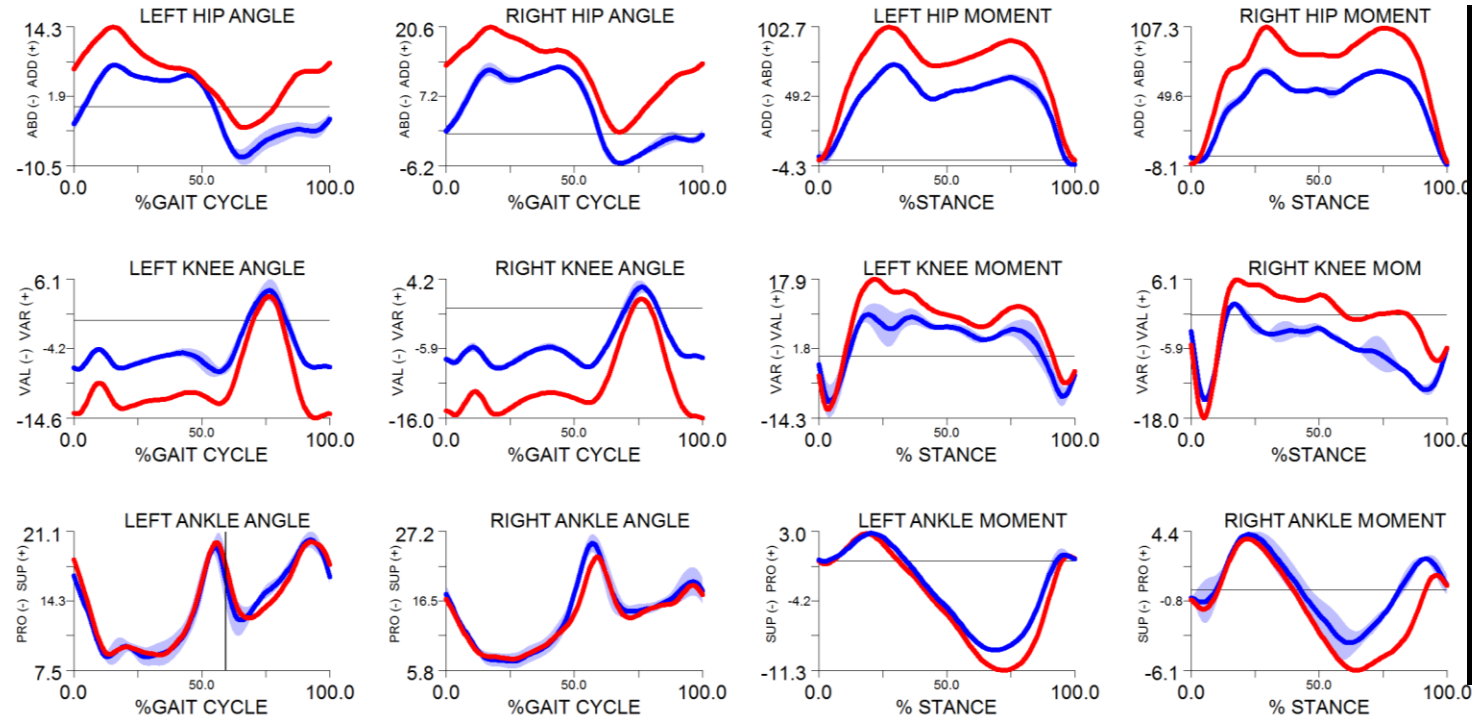 LEFT HIP ANGLE
14.3
1.9
-10.5
ABD (-) ADD (+)
0.0 50.0 100.0
%GAIT CYCLE
RIGHT HIP ANGLE
20.6
7.2
-6.2
ABD (-) ADD (+)
0.0 50.0 100.0
%GAIT CYCLE
LEFT HIP MOMENT
102.7
49.2
-4.3
ADD (-) ABD (+)
0.0 50.0 100.0
%STANCE
RIGHT HIP MOMENT
107.3
49.6
-8.1
ADD (-) ABD (+)
0.0 50.0 100.0
% STANCE
LEFT KNEE ANGLE
6.1
-4.2
-14.6
VAL (-) VAR (+)
0.0 50.0 100.0
%GAIT CYCLE
RIGHT KNEE ANGLE
4.2
-5.9
-16.0
VAL (-) VAR (+)
0.0 50.0 100.0
%GAIT CYCLE
LEFT KNEE MOMENT
17.9
1.8
-14.3
VAR (-) VAL (+)
0.0 50.0 100.0
% STANCE
RIGHT KNEE MOM
6.1
-5.9
-18.0
VAR (-) VAL (+)
0.0 50.0 100.0
%STANCE
LEFT ANKLE ANGLE
21.1
14.3
7.5
PRO (-) SUP (+)
0.0 50.0 100.0
%GAIT CYCLE
RIGHT ANKLE ANGLE
27.2
16.5
5.8
PRO (-) SUP (+)
0.0 50.0 100.0
%GAIT CYCLE
LEFT ANKLE MOMENT
3.0
-4.2
-11.3
SUP (-) PRO (+)
0.0 50.0 100.0
% STANCE
RIGHT ANKLE MOMENT
4.4
-0.8
-6.1
SUP (-) PRO (+)
0.0 50.0 100.0
% STANCE